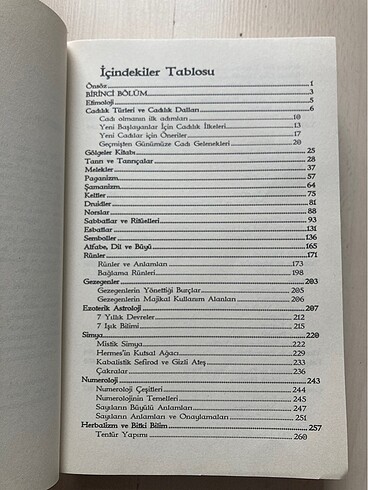 İçindekiler Tablosu
Önsöz 1
BİRİNCİ BÖLÜM 3
Etimoloji 5
Cadılık Türleri ve Cadılık Dalları 6
Cadı olmanın ilk adımları 10
Yeni Başlayanlar İçin Cadılık İlkeleri 13
Yeni Cadılar için Öneriler 17
Geçmişten Günümüze Cadı Gelenekleri 20
Gölgeler Kitabı 25
Tanrı ve Tanrıçalar 28
Melekler 37
Paganizm 57
Şamanizm 64
Keltler 75
Druidler 81
Norslar 88
Sabbatlar ve Ritüelleri 93
Esbatlar 131
Semboller 136
Alfabe, Dil ve Büyü 165
Rünler 171
Rünler ve Anlamları 173
Bağlama Rünleri 198
Gezegenler 203
Gezegenlerin Yönettiği Burçlar 205
Gezegenlerin Majikal Kullanım Alanları 206
Ezoterik Astroloji 207
7 Yıllık Devreler 212
7 Işık Bilimi 215
Simya 220
Mistik Simya 222
Hermes'in Kutsal Ağacı 229
Kabalistik Sefirod ve Gizli Ateş 233
Çakralar 236
Numeroloji 243
Numeroloji Çeşitleri 244
Numerolojinin Temelleri 245
Sayıların Büyülü Anlamları 247
Sayıların Anlamları ve Onaylamaları 251
Herbalizm ve Bitki Bilim 257
Tentür Yapımı 260